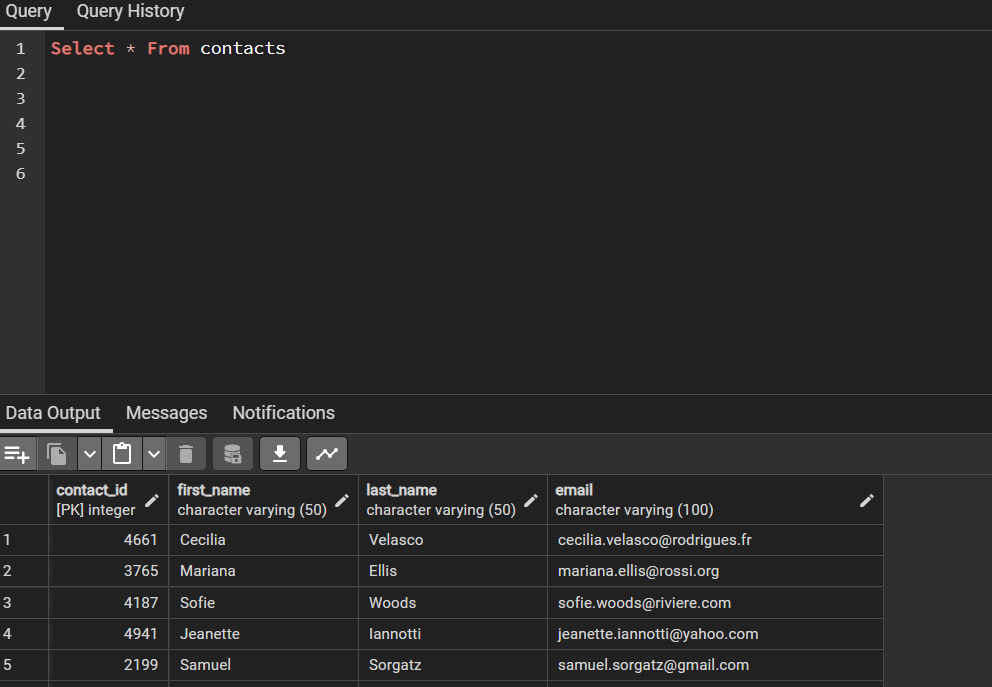 Query Query History
1 Select * From contacts
2
3
4
5
6
Data Output Messages Notifications
contact_id first_name last_name email
[PK] integer character varying (50) character varying (50) character varying (100)
1 4661 Cecilia Velasco cecilia.velasco@rodrigues.fr
2 3765 Mariana Ellis mariana.ellis@rossi.org
3 4187 Sofie Woods sofie.woods@riviere.com
4 4941 Jeanette Iannotti jeanette.iannotti@yahoo.com
5 2199 Samuel Sorgatz samuel.sorgatz@gmail.com